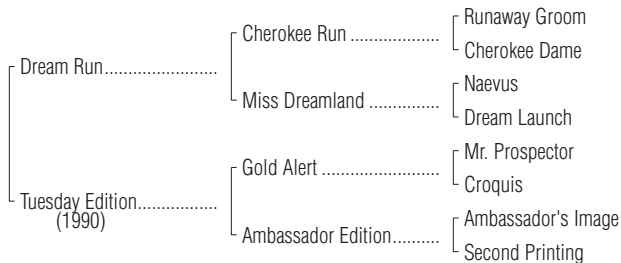 Runaway Groom
Cherokee Run ...................
Cherokee Dame
Dream Run........................
Naevus
Miss Dreamland ...............
Dream Launch
Mr. Prospector
Gold Alert .........................
Croquis
Tuesday Edition.................
(1990)
Ambassador's Image
Ambassador Edition..........
Second Printing